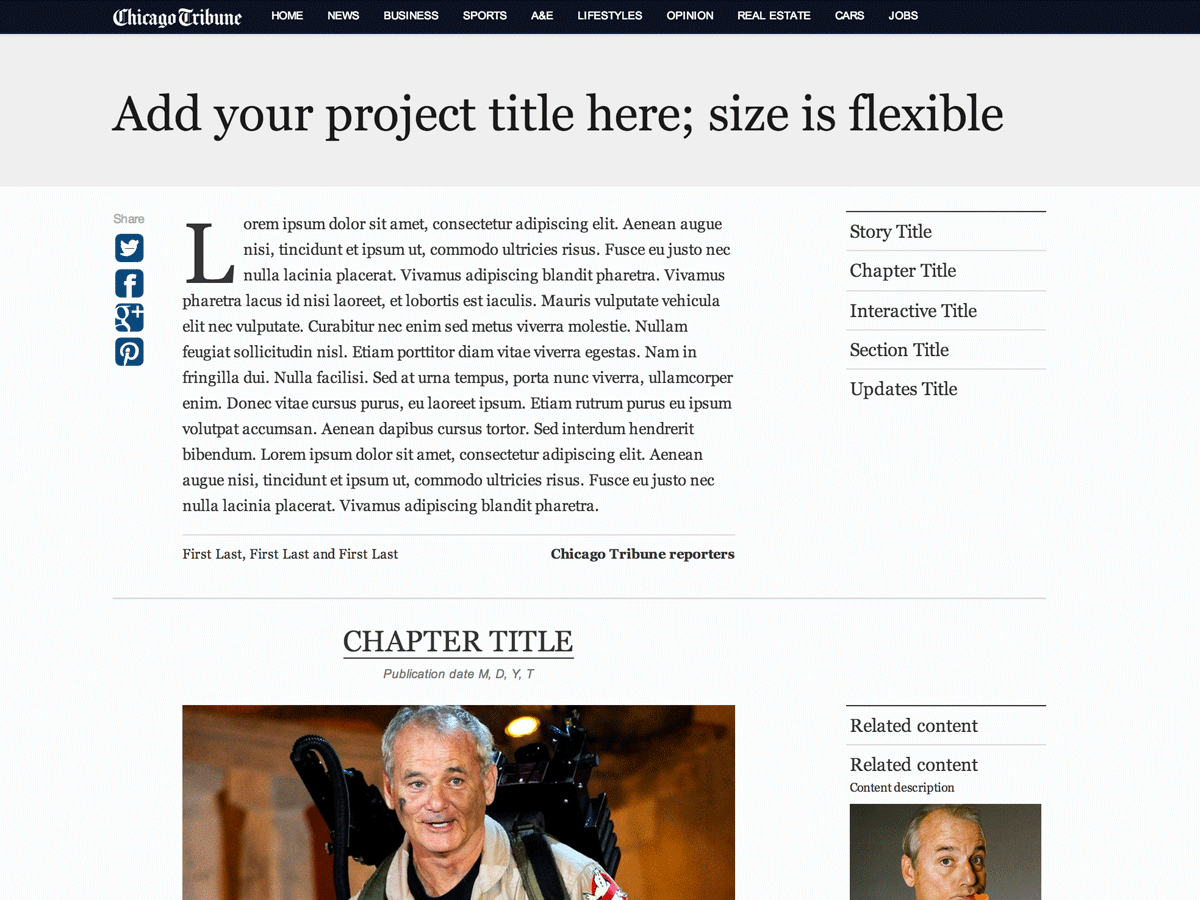 Chicago Tribune HOME NEWS BUSINESS SPORTS A&E LIFESTYLES OPINION REAL ESTATE CARS JOBS
Add your project title here; size is flexible
Share
Lorem ipsum dolor sit amet, consectetur adipiscing elit. Aenean augue
nisi, tincidunt et ipsum ut, commodo ultricies risus. Fusce eu justo nec
nulla lacinia placerat. Vivamus adipiscing blandit pharetra. Vivamus
pharetra lacus id nisi laoreet, et lobortis est iaculis. Mauris vulputate vehicula
elit nec vulputate. Curabitur nec enim sed metus viverra molestie. Nullam
feugiat sollicitudin nisl. Etiam porttitor diam vitae viverra egestas. Nam in
fringilla dui. Nulla facilisi. Sed at urna tempus, porta nunc viverra, ullamcorper
enim. Donec vitae cursus purus, eu laoreet ipsum. Etiam rutrum purus eu ipsum
volutpat accumsan. Aenean dapibus cursus tortor. Sed interdum hendrerit
bibendum. Lorem ipsum dolor sit amet, consectetur adipiscing elit. Aenean
augue nisi, tincidunt et ipsum ut, commodo ultricies risus. Fusce eu justo nec
nulla lacinia placerat. Vivamus adipiscing blandit pharetra.
First Last, First Last and First Last Chicago Tribune reporters
Story Title
Chapter Title
Interactive Title
Section Title
Updates Title
CHAPTER TITLE
Publication date M, D, Y, T
Related content
Related content
Content description